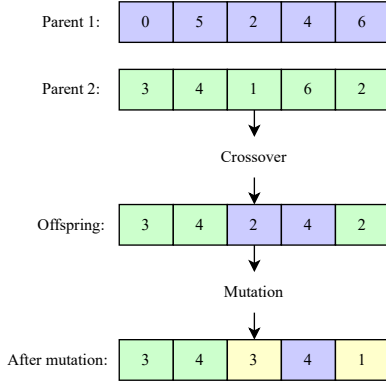 Parent 1: 0 5 2 4 6
Parent 2: 3 4 1 6 2
Crossover
Offspring: 3 4 2 4 2
Mutation
After mutation: 3 4 3 4 1